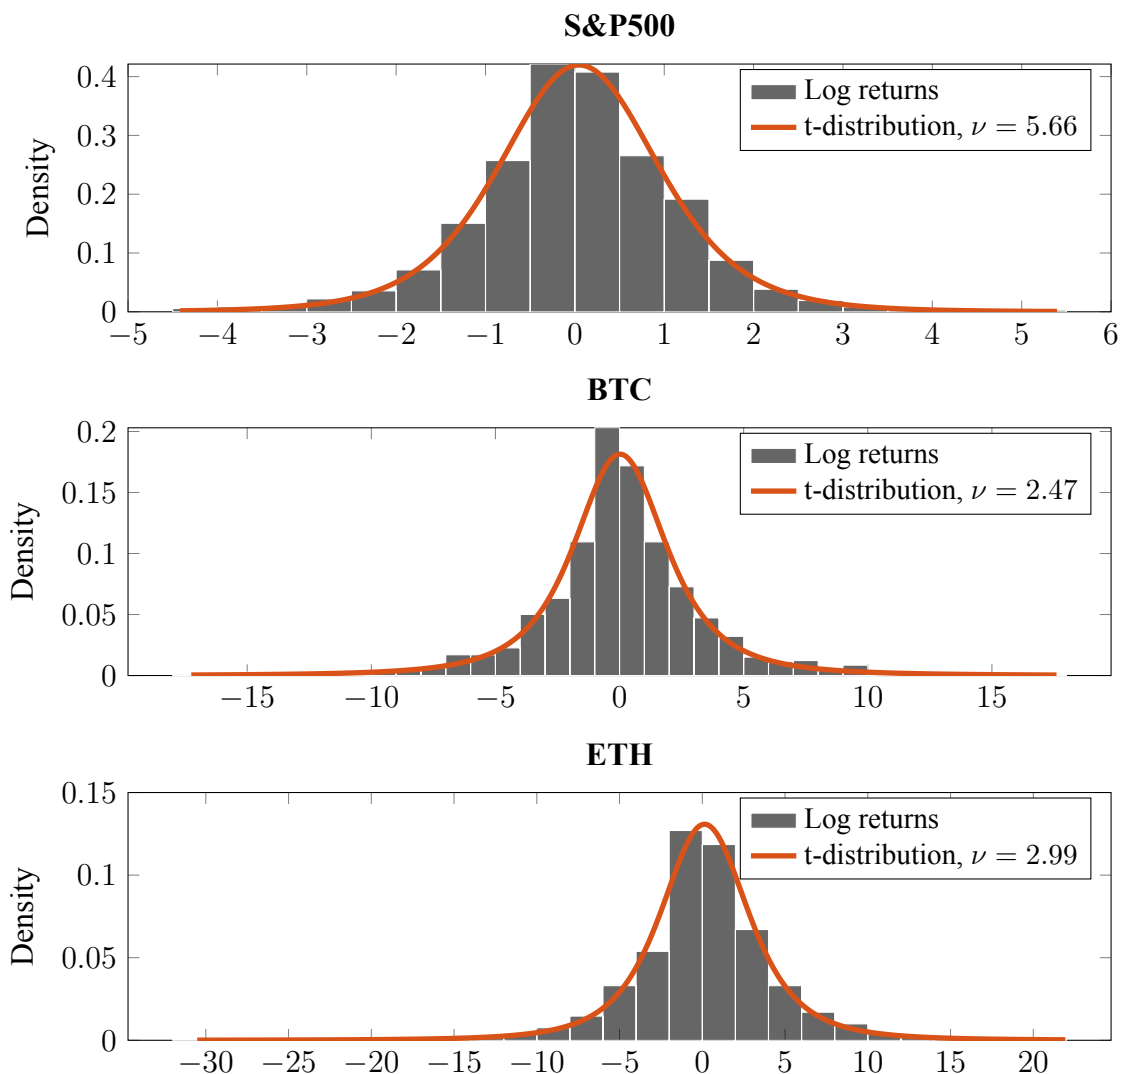 S&P500
Density
0.4
0.3
0.2
0.1
0
−5 −4 −3 −2 −1 0 1 2 3 4 5 6
Log returns
t-distribution, ν = 5.66
BTC
Density
0.2
0.15
0.1
0.05
0
−15 −10 −5 0 5 10 15
Log returns
t-distribution, ν = 2.47
ETH
Density
0.15
0.1
0.05
0
−30 −25 −20 −15 −10 −5 0 5 10 15 20
Log returns
t-distribution, ν = 2.99